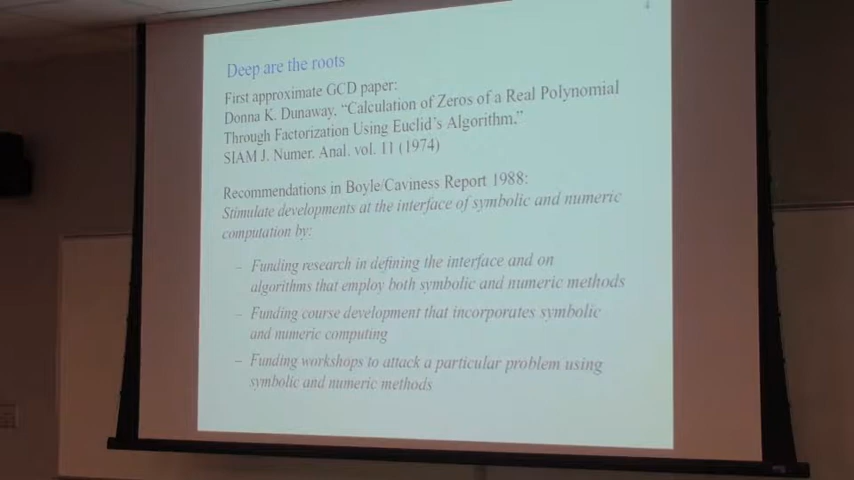 4
Deep are the roots
First approximate GCD paper:
Donna K. Dunaway, “Calculation of Zeros of a Real Polynomial
Through Factorization Using Euclid’s Algorithm,”
SIAM J. Numer. Anal. vol. 11 (1974)
Recommendations in Boyle/Caviness Report 1988:
Stimulate developments at the interface of symbolic and numeric
computation by:
– Funding research in defining the interface and on
algorithms that employ both symbolic and numeric methods
– Funding course development that incorporates symbolic
and numeric computing
– Funding workshops to attack a particular problem using
symbolic and numeric methods